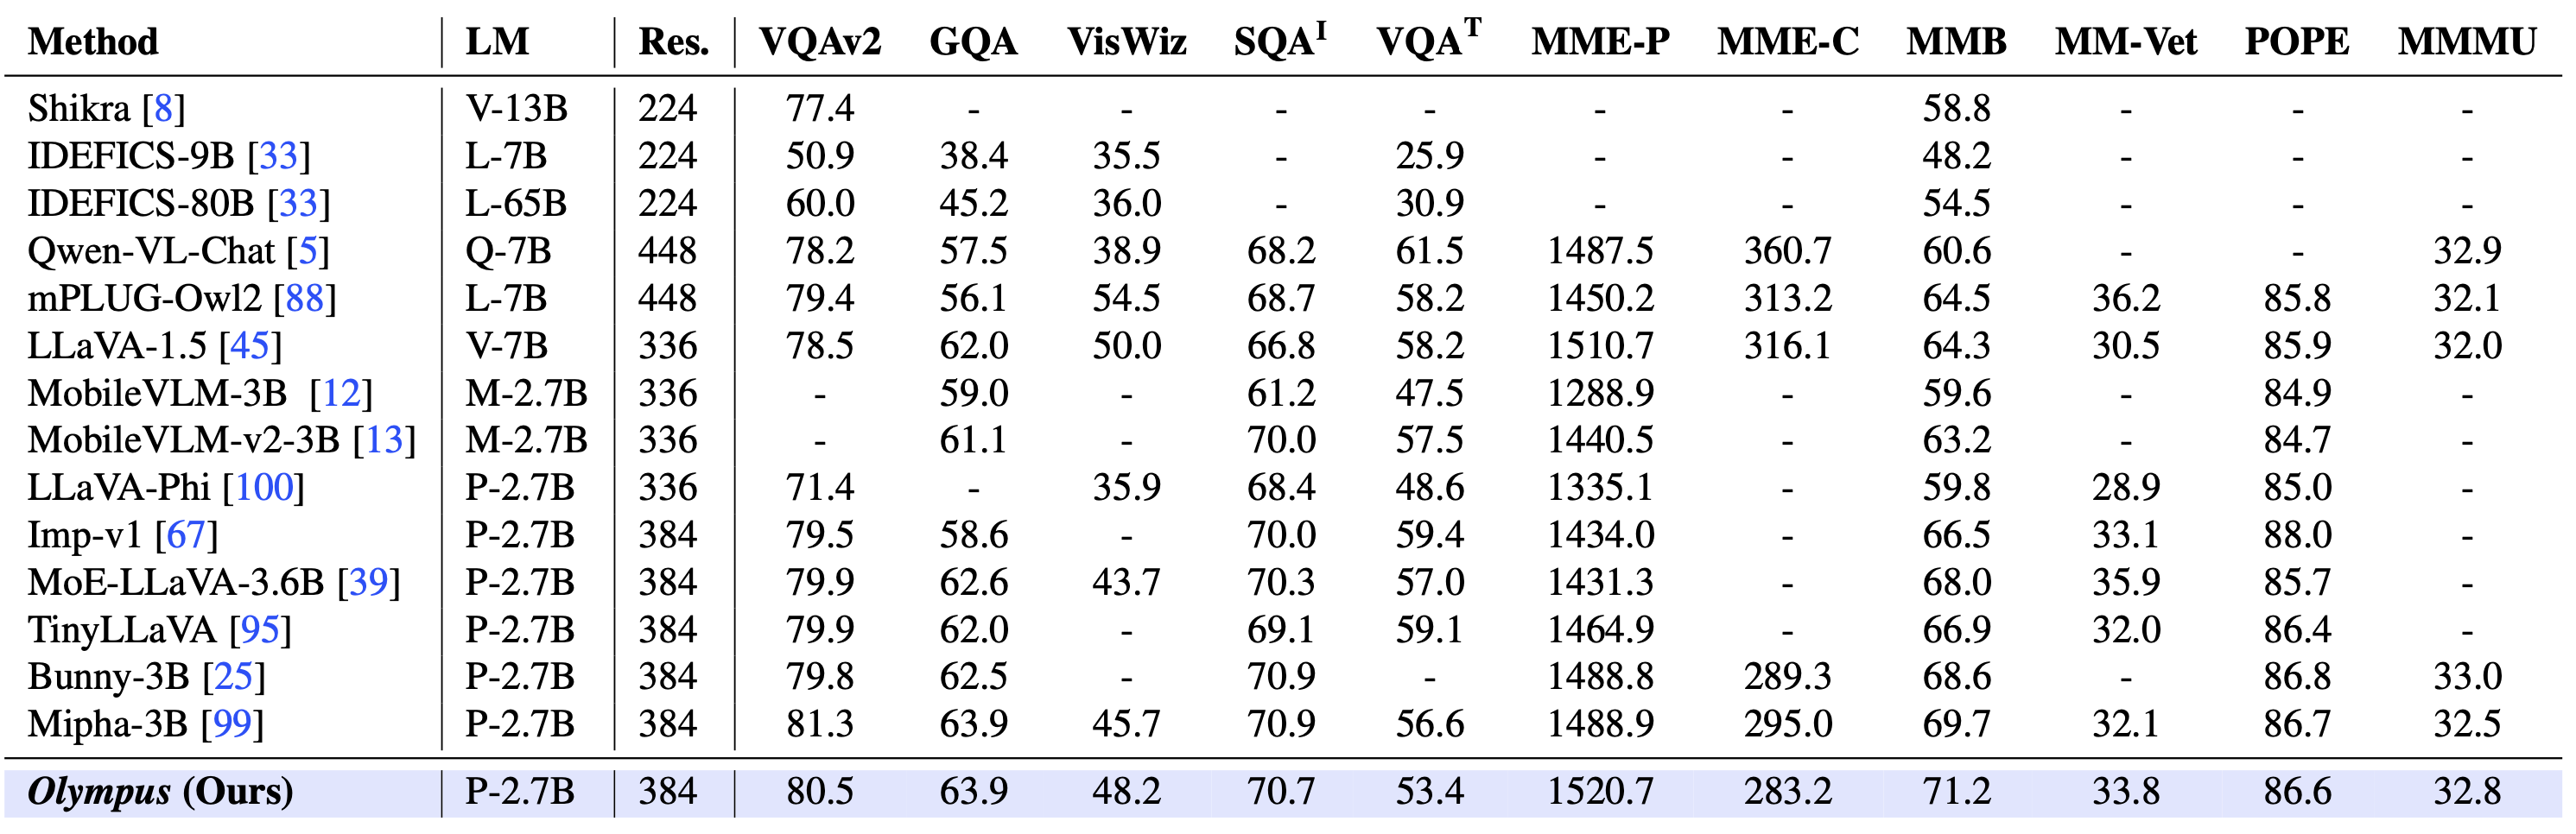 Method LM Res. VQAv2 GQA VisWiz SQA^I VQA^T MME-P MME-C MMB MM-Vet POPE MMMU
Shikra [8] V-13B 224 77.4 - - - - - - 58.8 - - -
IDEFICS-9B [33] L-7B 224 50.9 38.4 35.5 - 25.9 - - 48.2 - - -
IDEFICS-80B [33] L-65B 224 60.0 45.2 36.0 - 30.9 - - 54.5 - - -
Qwen-VL-Chat [5] Q-7B 448 78.2 57.5 38.9 68.2 61.5 1487.5 360.7 60.6 - - 32.9
mPLUG-Owl2 [88] L-7B 448 79.4 56.1 54.5 68.7 58.2 1450.2 313.2 64.5 36.2 85.8 32.1
LLaVA-1.5 [45] V-7B 336 78.5 62.0 50.0 66.8 58.2 1510.7 316.1 64.3 30.5 85.9 32.0
MobileVLM-3B [12] M-2.7B 336 - 59.0 - 61.2 47.5 1288.9 - 59.6 - 84.9 -
MobileVLM-v2-3B [13] M-2.7B 336 - 61.1 - 70.0 57.5 1440.5 - 63.2 - 84.7 -
LLaVA-Phi [100] P-2.7B 336 71.4 - 35.9 68.4 48.6 1335.1 - 59.8 28.9 85.0 -
Imp-v1 [67] P-2.7B 384 79.5 58.6 - 70.0 59.4 1434.0 - 66.5 33.1 88.0 -
MoE-LLaVA-3.6B [39] P-2.7B 384 79.9 62.6 43.7 70.3 57.0 1431.3 - 68.0 35.9 85.7 -
TinyLLaVA [95] P-2.7B 384 79.9 62.0 - 69.1 59.1 1464.9 - 66.9 32.0 86.4 -
Bunny-3B [25] P-2.7B 384 79.8 62.5 - 70.9 - 1488.8 289.3 68.6 - 86.8 33.0
Mipha-3B [99] P-2.7B 384 81.3 63.9 45.7 70.9 56.6 1488.9 295.0 69.7 32.1 86.7 32.5
Olympus (Ours) P-2.7B 384 80.5 63.9 48.2 70.7 53.4 1520.7 283.2 71.2 33.8 86.6 32.8